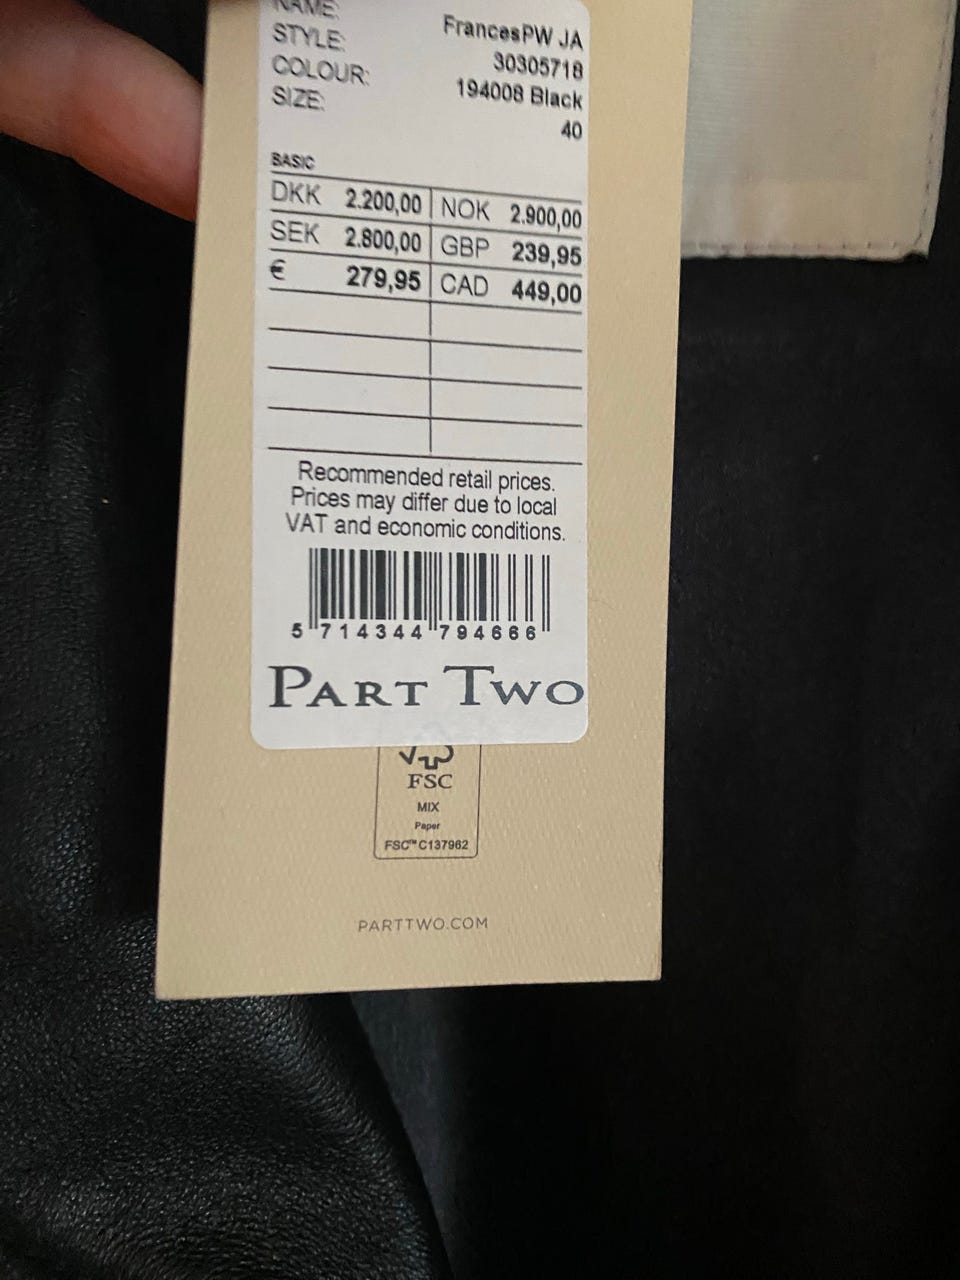 NAME: FrancesPW JA
STYLE: 30305718
COLOUR: 194008 Black
SIZE: 40
BASIC
DKK 2.200,00 NOK 2.900,00
SEK 2.800,00 GBP 239,95
€ 279,95 CAD 449,00
Recommended retail prices.
Prices may differ due to local
VAT and economic conditions.
5 714344 794666
PART TWO
FSC
MIX
Paper
FSC™ C137962
PARTTWO.COM